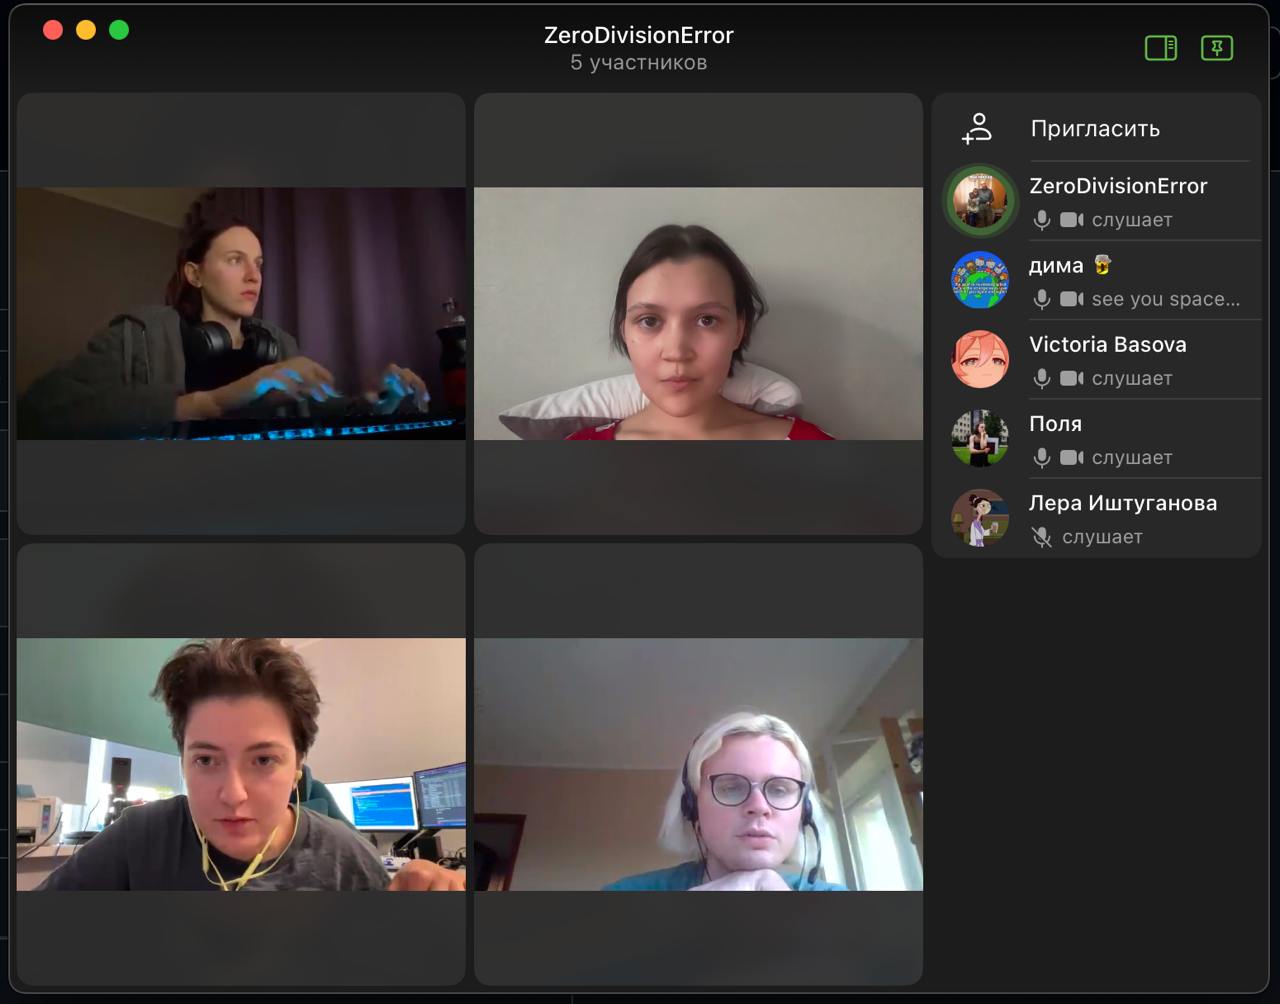 ZeroDivisionError
5 участников
Пригласить
ZeroDivisionError
слушает
дима
see you space...
Victoria Basova
слушает
Поля
слушает
Лера Иштуганова
слушает